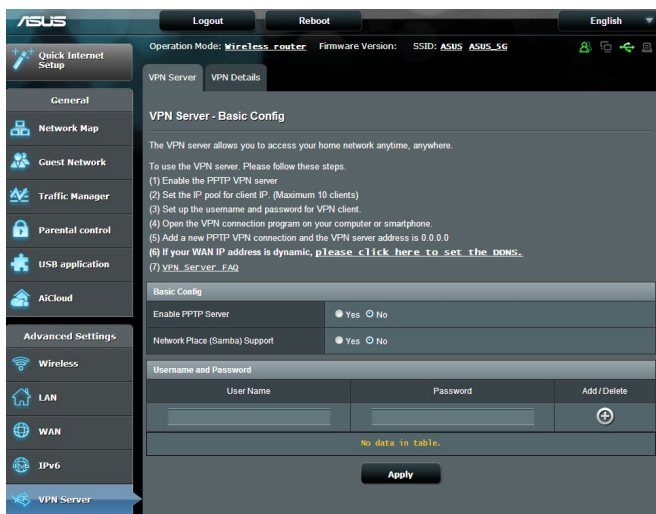 ASUS
Logout
Reboot
English
Quick Internet
Setup
Operation Mode: Wireless router Firmware Version: SSID: ASUS ASUS_5G
VPN Server
VPN Details
General
Network Map
Guest Network
Traffic Manager
Parental control
USB application
AiCloud
Advanced Settings
Wireless
LAN
WAN
IPv6
VPN Server
VPN Server - Basic Config
The VPN server allows you to access your home network anytime, anywhere.
To use the VPN server. Please follow these steps.
(1) Enable the PPTP VPN server
(2) Set the IP pool for client IP. (Maximum 10 clients)
(3) Set up the username and password for VPN client.
(4) Open the VPN connection program on your computer or smartphone.
(5) Add a new PPTP VPN connection and the VPN server address is 0.0.0.0
(6) If your WAN IP address is dynamic, please click here to set the DDNS.
(7) VPN Server FAQ
Basic Config
Enable PPTP Server Yes No
Network Place (Samba) Support Yes No
Username and Password
User Name Password Add / Delete
No data in table.
Apply